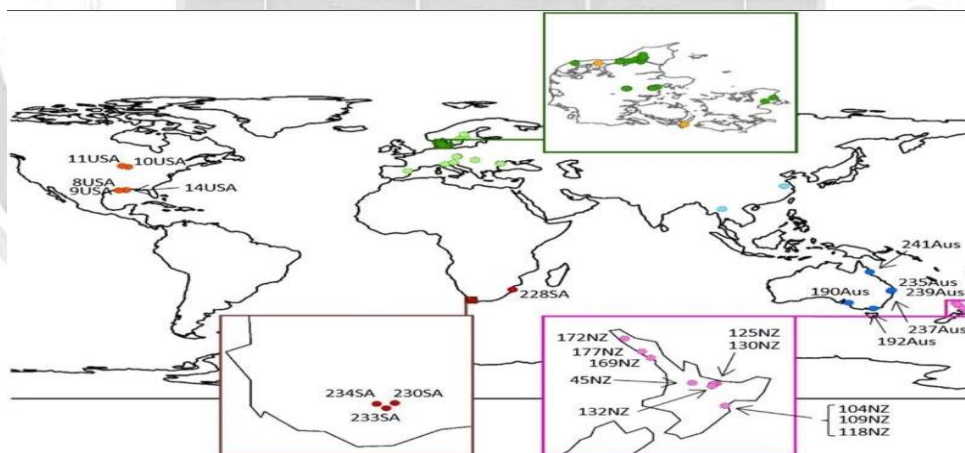 11USA 10USA
8USA
9USA
14USA
241Aus
235Aus
190Aus 239Aus
228SA
237Aus
192Aus
172NZ
177NZ
169NZ
125NZ
130NZ
45NZ
132NZ
234SA 230SA
233SA
104NZ
109NZ
118NZ